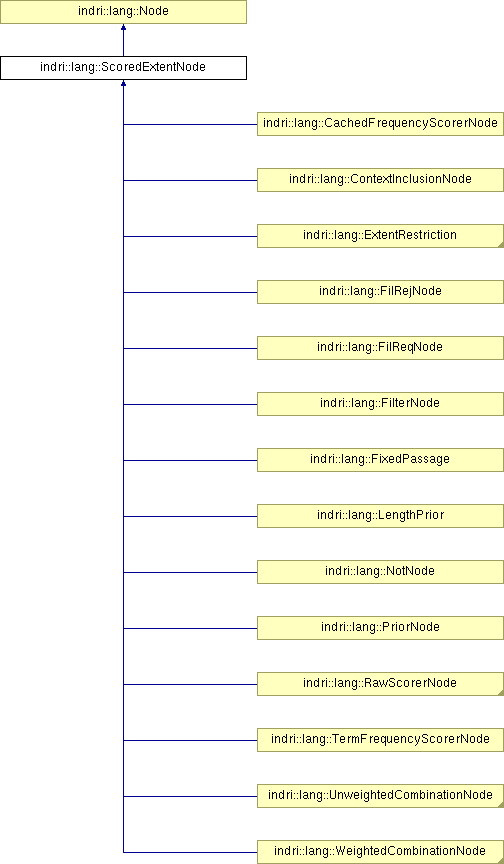 indri::lang::Node
indri::lang::ScoredExtentNode
indri::lang::CachedFrequencyScorerNode
indri::lang::ContextInclusionNode
indri::lang::ExtentRestriction
indri::lang::FilRejNode
indri::lang::FilReqNode
indri::lang::FilterNode
indri::lang::FixedPassage
indri::lang::LengthPrior
indri::lang::NotNode
indri::lang::PriorNode
indri::lang::RawScorerNode
indri::lang::TermFrequencyScorerNode
indri::lang::UnweightedCombinationNode
indri::lang::WeightedCombinationNode